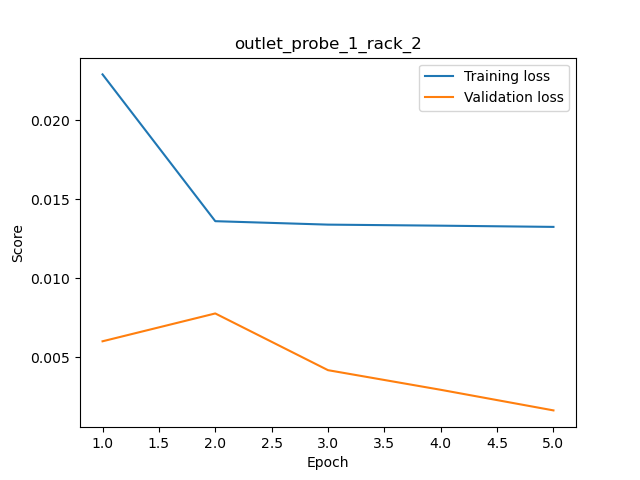 outlet_probe_1_rack_2
Training loss
Validation loss
Score
0.020
0.015
0.010
0.005
1.0 1.5 2.0 2.5 3.0 3.5 4.0 4.5 5.0
Epoch